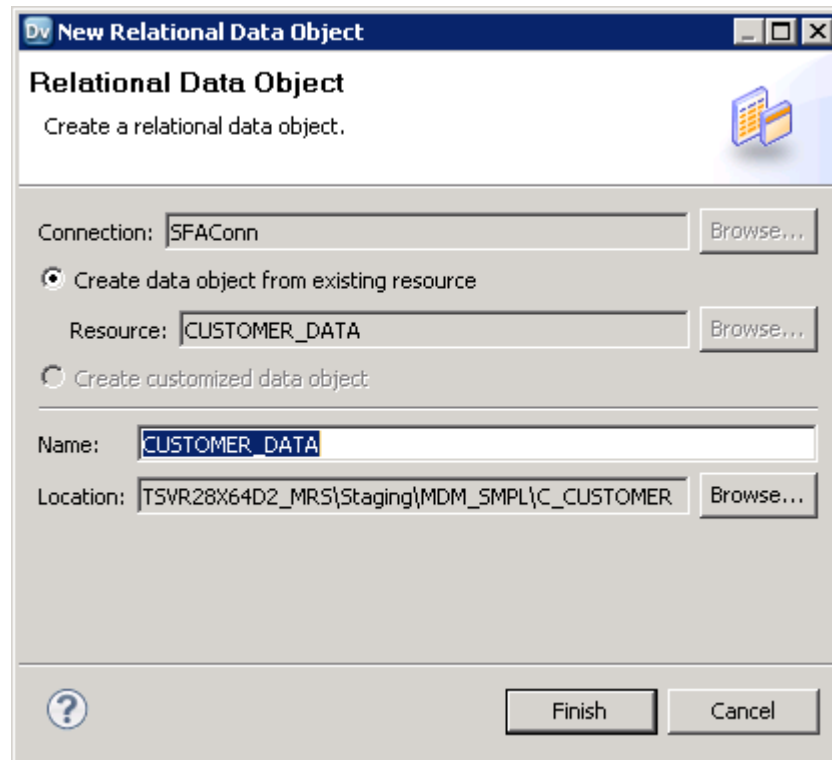 Dv New Relational Data Object
Relational Data Object
Create a relational data object.
Connection: SFAConn Browse...
Create data object from existing resource
Resource: CUSTOMER_DATA Browse...
Create customized data object
Name: CUSTOMER_DATA
Location: TSVR28X64D2_MRS\Staging\MDM_SMPL\C_CUSTOMER Browse...
? Finish Cancel